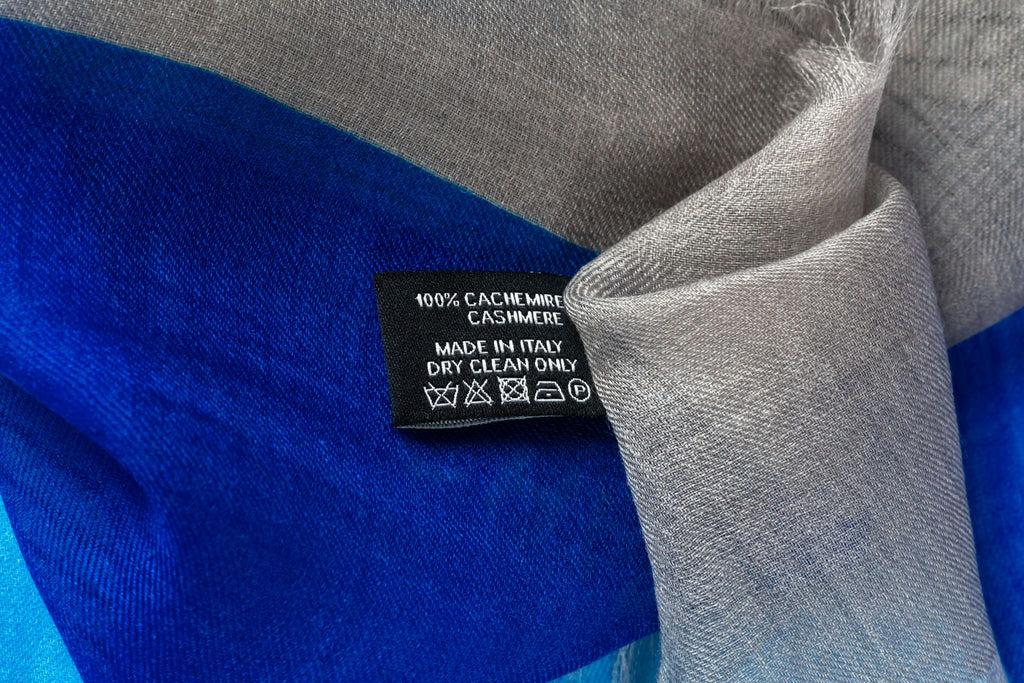 100% CACHEMIRE
CASHMERE
MADE IN ITALY
DRY CLEAN ONLY
P